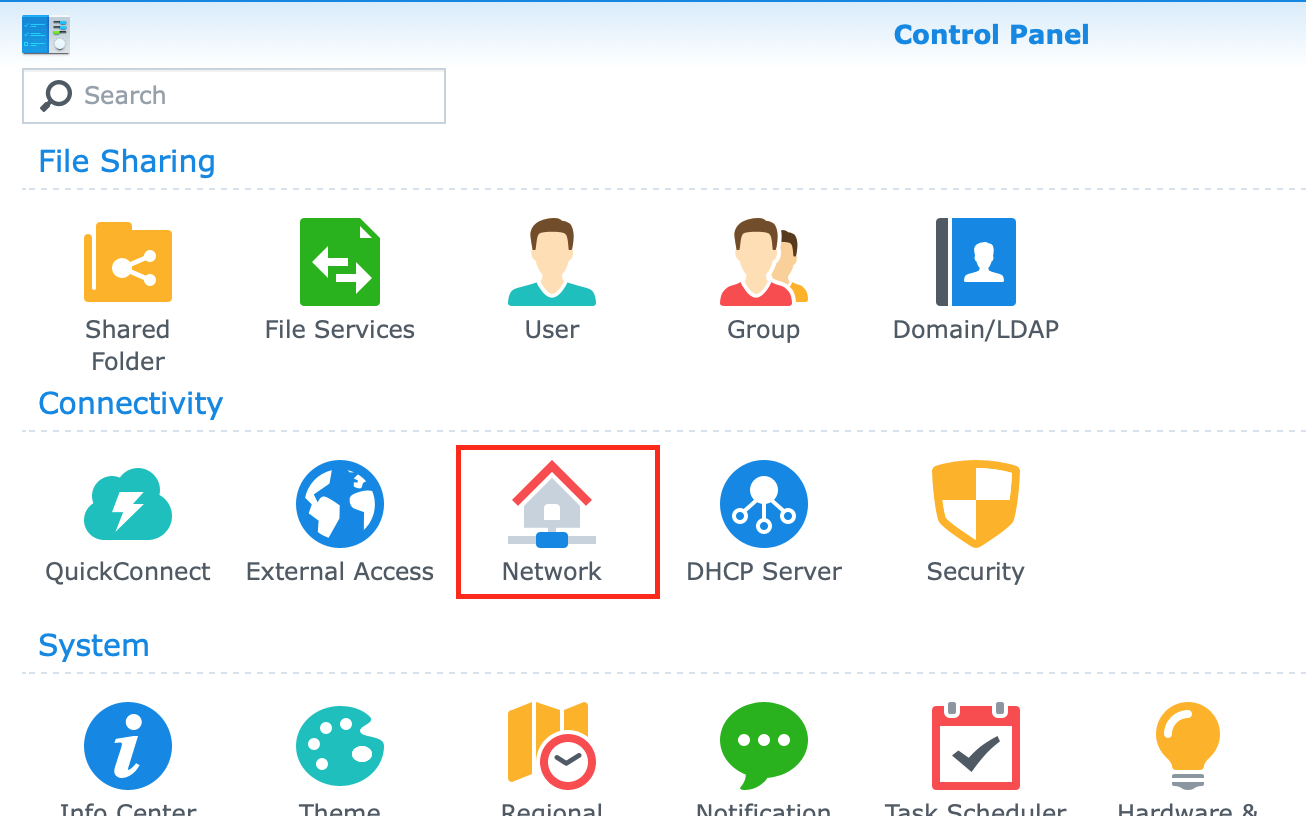 Control Panel
Search
File Sharing
Shared Folder
File Services
User
Group
Domain/LDAP
Connectivity
QuickConnect
External Access
Network
DHCP Server
Security
System
Info Center
Theme
Regional
Notification
Task Scheduler
Hardware &